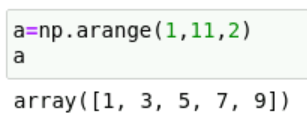 a=np.arange(1,11,2)
a
array([1, 3, 5, 7, 9])